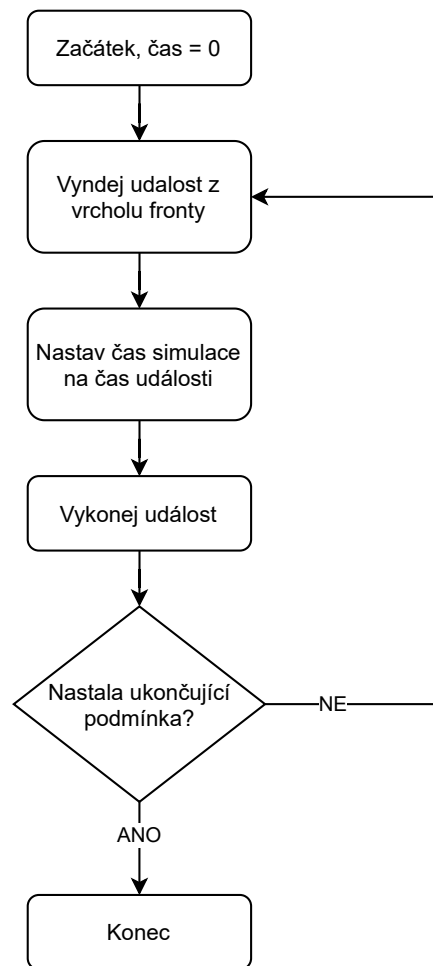 Začátek, čas = 0
Vyndej udalost z
vrcholu fronty
Nastav čas simulace
na čas události
Vykonej událost
Nastala ukončující
podmínka?
NE
ANO
Konec